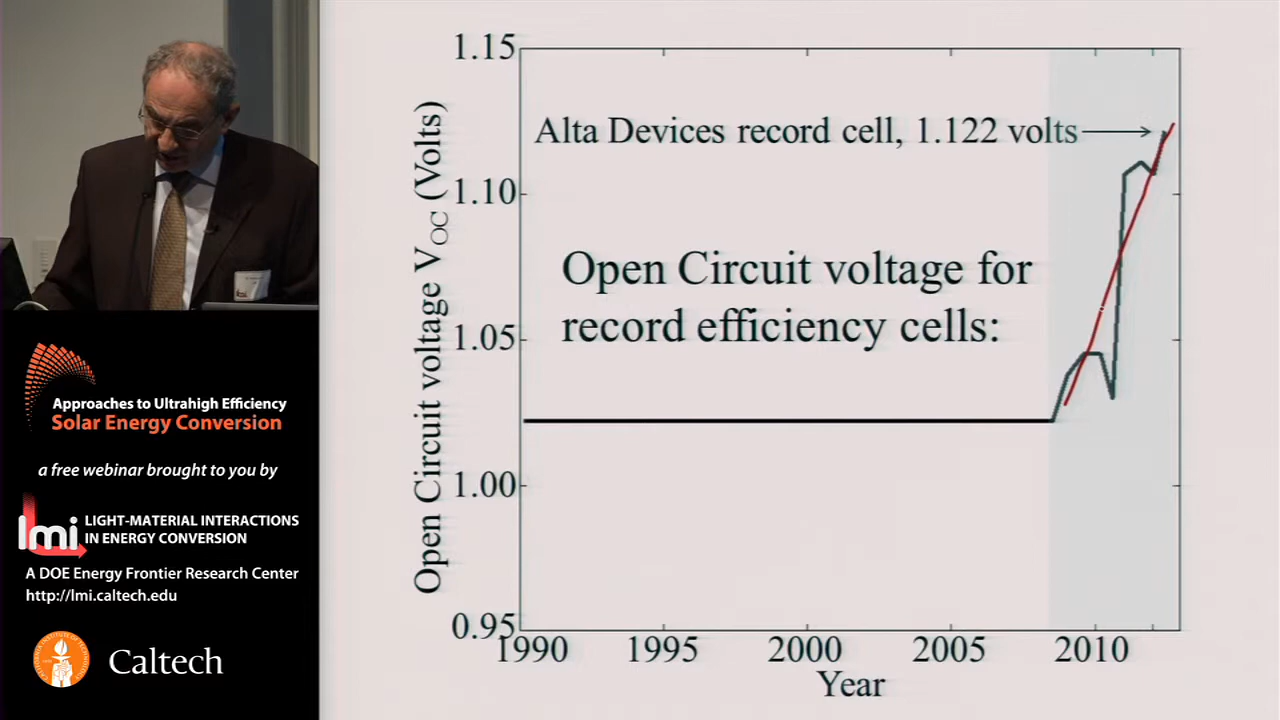 1.15
Alta Devices record cell, 1.122 volts
1.10
Open Circuit voltage for
record efficiency cells:
1.05
1.00
0.95
Open Circuit voltage VOC (Volts)
1990 1995 2000 2005 2010
Year
Approaches to Ultrahigh Efficiency
Solar Energy Conversion
a free webinar brought to you by
lmi LIGHT-MATERIAL INTERACTIONS
IN ENERGY CONVERSION
A DOE Energy Frontier Research Center
http://lmi.caltech.edu
Caltech